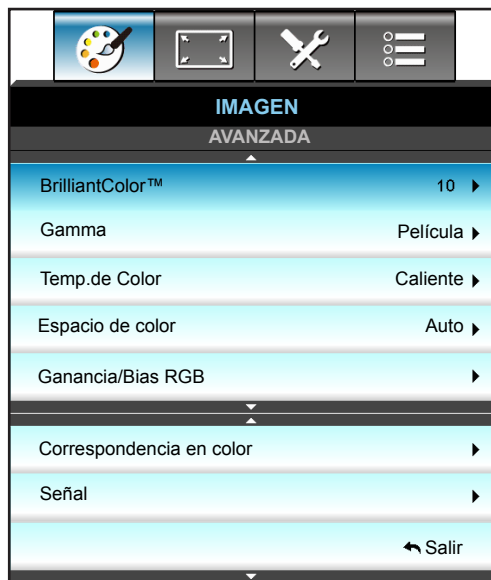 IMAGEN
AVANZADA
BrilliantColor™ 10
Gamma Película
Temp.de Color Caliente
Espacio de color Auto
Ganancia/Bias RGB
Correspondencia en color
Señal
Salir